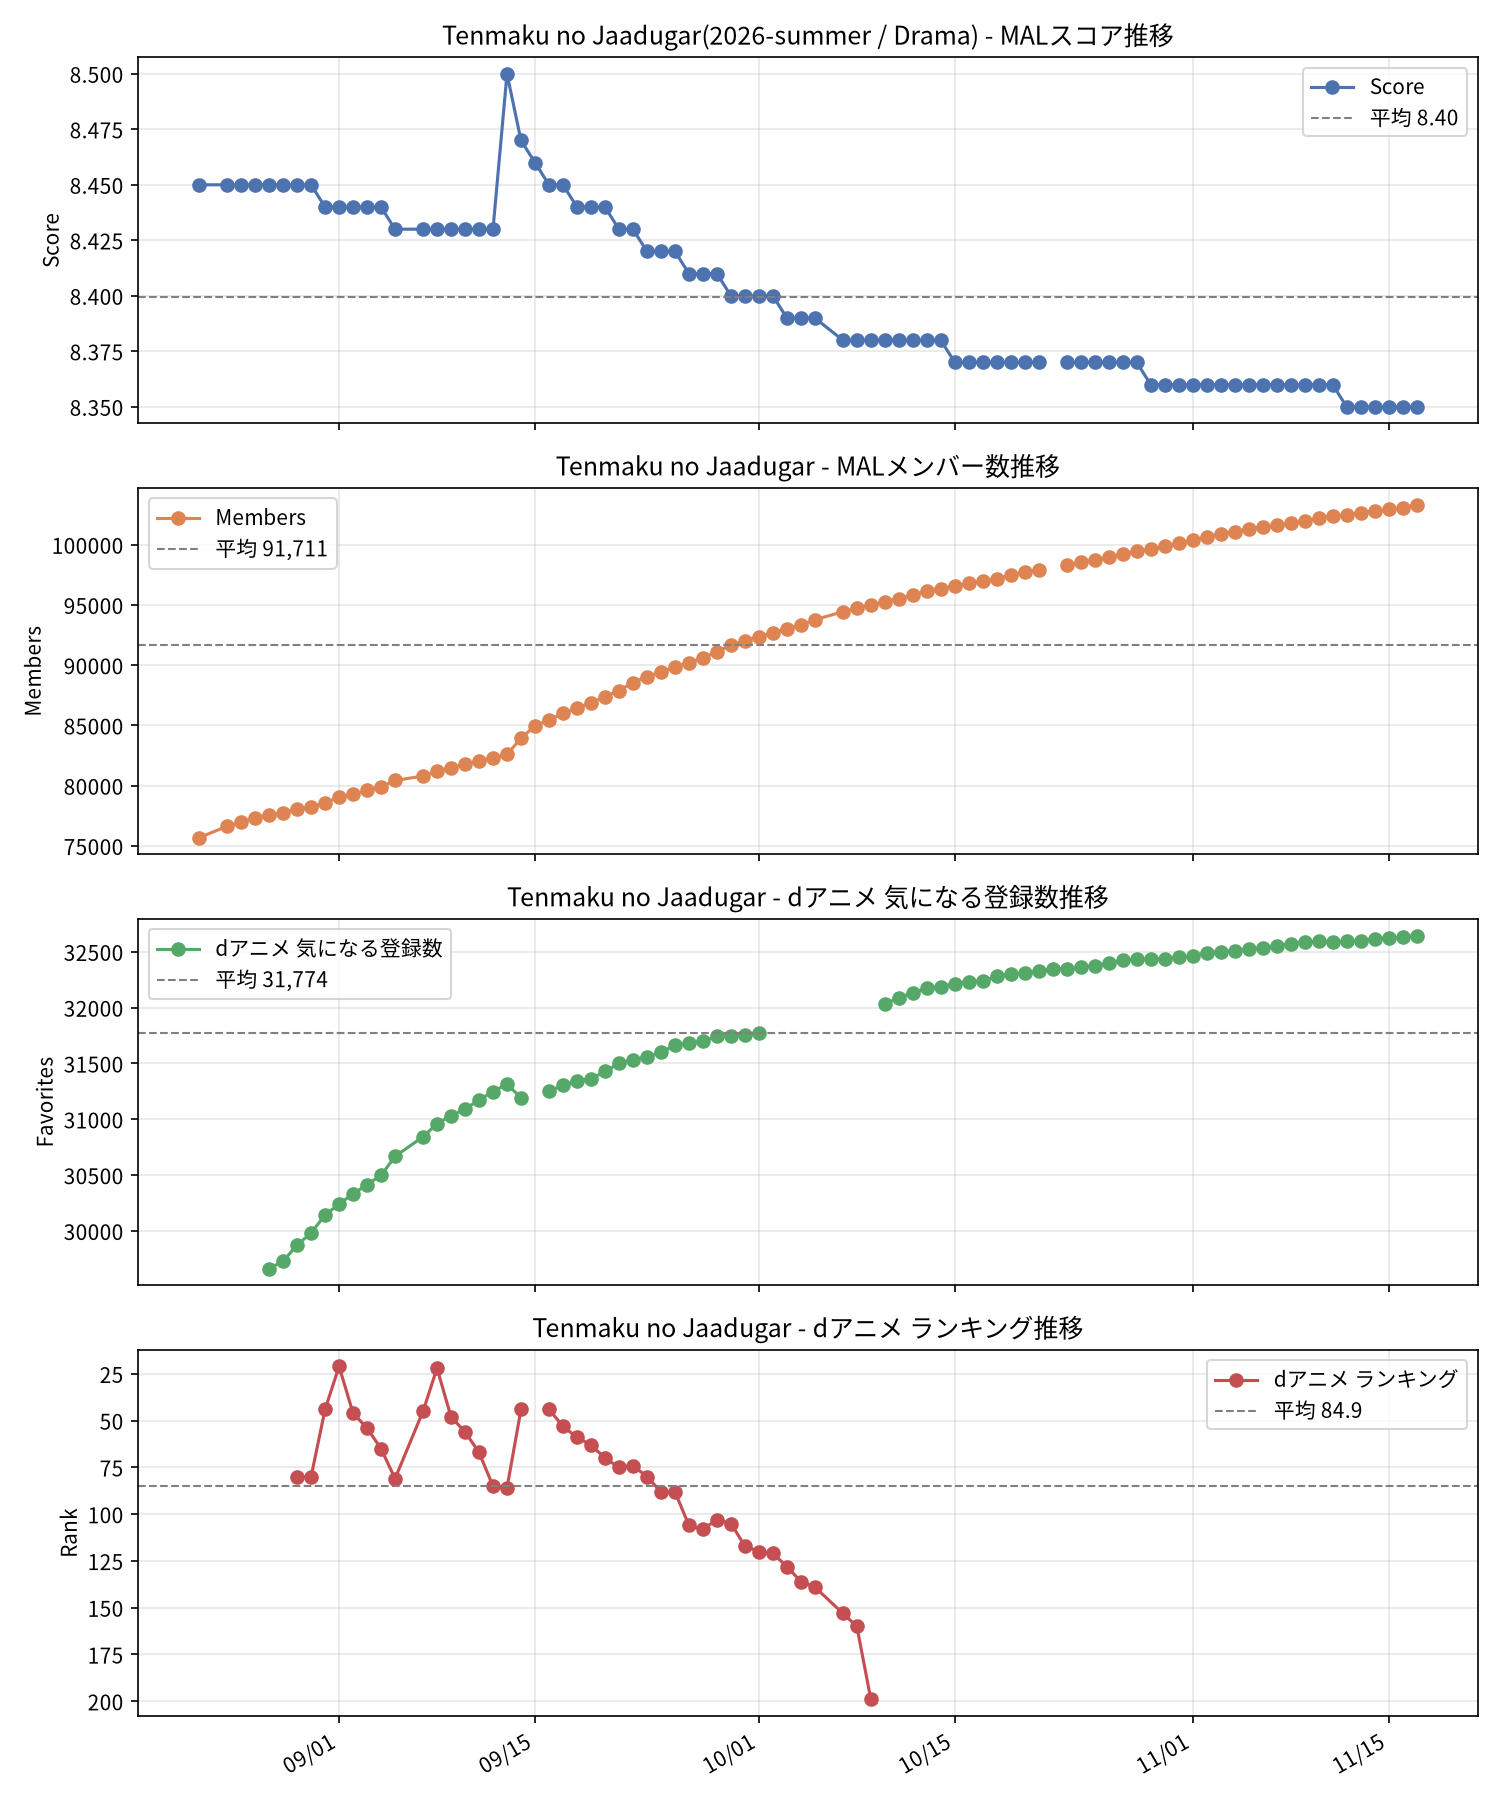 Tenmaku no Jaadugar(2026-summer / Drama) - MALスコア推移
Score
8.500
8.475
8.450
8.425
8.400
8.375
8.350
Score
平均 8.40
Tenmaku no Jaadugar - MALメンバー数推移
Members
100000
95000
90000
85000
80000
75000
Members
平均 91,711
Tenmaku no Jaadugar - dアニメ 気になる登録数推移
Favorites
32500
32000
31500
31000
30500
30000
dアニメ 気になる登録数
平均 31,774
Tenmaku no Jaadugar - dアニメ ランキング推移
Rank
25
50
75
100
125
150
175
200
dアニメ ランキング
平均 84.9
09/01
09/15
10/01
10/15
11/01
11/15